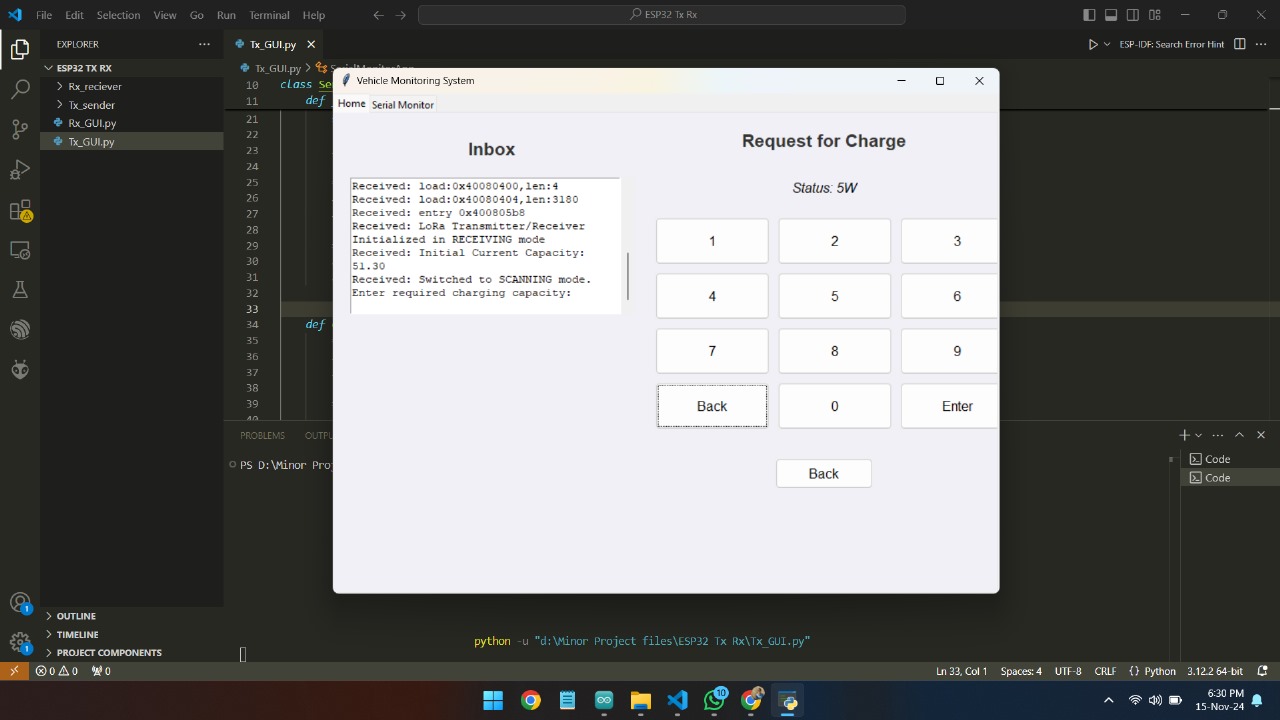 File Edit Selection View Go Run Terminal Help
ESP32 Tx Rx
EXPLORER
ESP32 TX RX
Rx_reciever
Tx_sender
Rx_GUI.py
Tx_GUI.py
OUTLINE
TIMELINE
PROJECT COMPONENTS
Tx_GUI.py
ESP-IDF: Search Error Hint
Tx_GUI.py > SerialMonitorApp
10 class Se
11 def
21
22
23
24
25
26
27
28
29
30
31
32
33
34 def
35
36
37
38
39
40
Vehicle Monitoring System
Home Serial Monitor
Inbox
Received: load:0x40080400,len:4
Received: load:0x40080404,len:3180
Received: entry 0x400805b8
Received: LoRa Transmitter/Receiver
Initialized in RECEIVING mode
Received: Initial Current Capacity:
51.30
Received: Switched to SCANNING mode.
Enter required charging capacity:
Request for Charge
Status: 5W
1 2 3
4 5 6
7 8 9
Back 0 Enter
Back
PROBLEMS OUTPU
PS D:\Minor Proj
python -u "d:\Minor Project files\ESP32 Tx Rx\Tx_GUI.py"
Code
Code
0 0 0
Ln 33, Col 1 Spaces: 4 UTF-8 CRLF {} Python 3.12.2 64-bit
1
1
10
6:30 PM
15-Nov-24